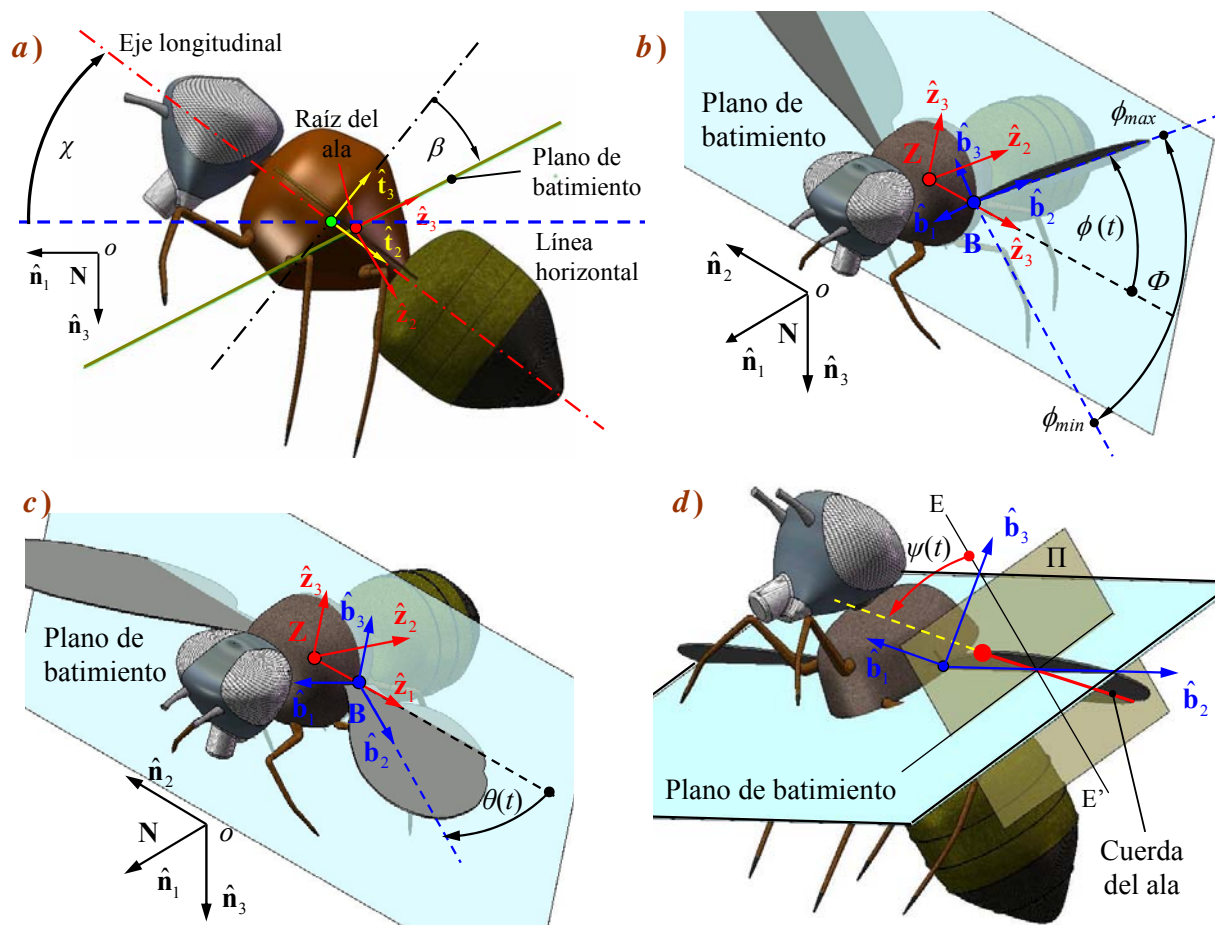 a)
Eje longitudinal
χ
Raíz del
ala
β
Plano de
batimiento
t̂₃
ẑ₃
t̂₂
ẑ₂
Línea
horizontal
o
n̂₁ N
n̂₃
b)
Plano de
batimiento
ϕmax
ẑ₃
Z
ẑ₂
b̂₃
b̂₂
b̂₁
B
ẑ₃
ϕ(t)
Φ
n̂₂
o
N
n̂₁
n̂₃
ϕmin
c)
Plano de
batimiento
ẑ₃
Z
b̂₃
ẑ₂
ẑ₁
b̂₁
B
b̂₂
θ(t)
n̂₂
N
o
n̂₁
n̂₃
d)
E
ψ(t)
b̂₃
Π
b̂₁
b̂₂
Plano de batimiento
E’
Cuerda
del ala